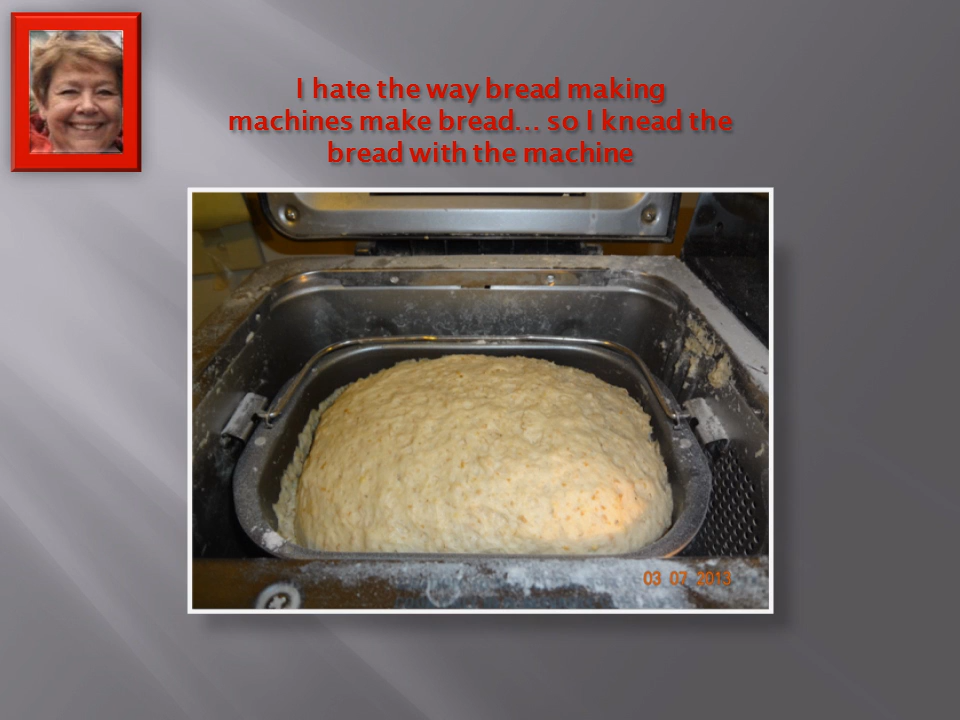 I hate the way bread making
machines make bread... so I knead the
bread with the machine
03 07 2013